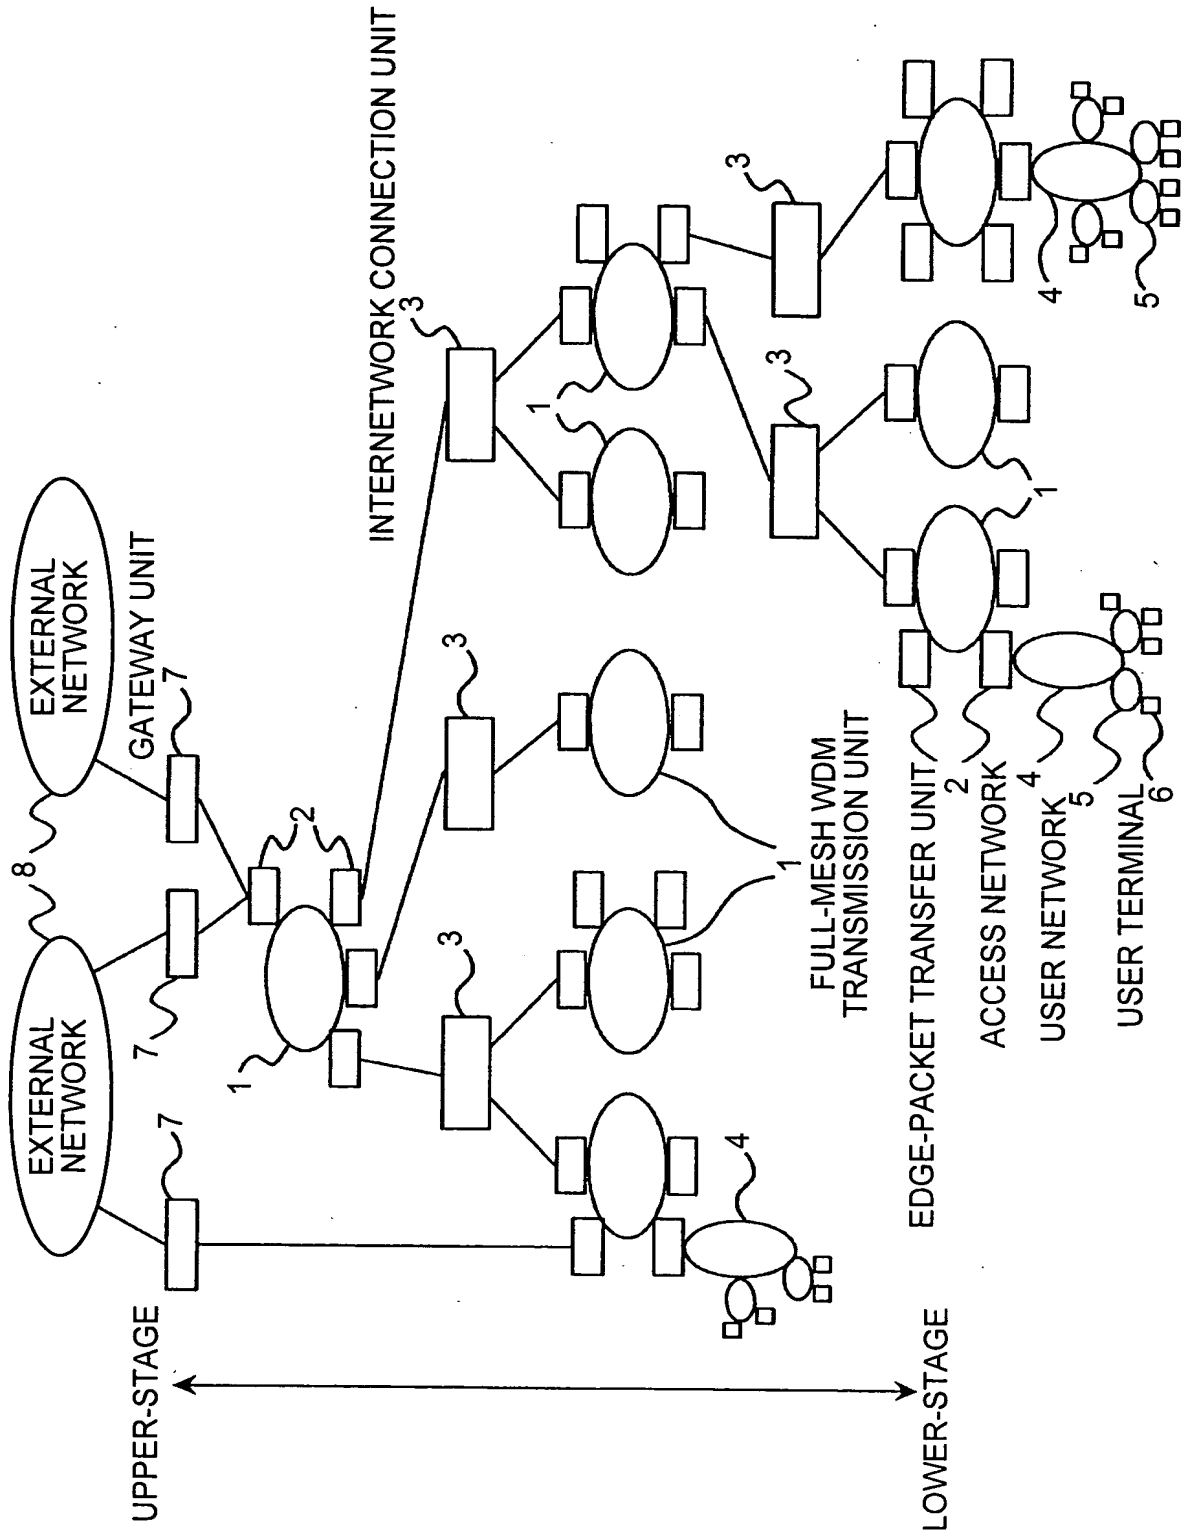 UPPER-STAGE
LOWER-STAGE
EXTERNAL
NETWORK
8
EXTERNAL
NETWORK
7
7
GATEWAY UNIT
7
1
2
INTERNETWORK CONNECTION UNIT
3
3
3
1
4
1
FULL-MESH WDM
TRANSMISSION UNIT
3
3
1
4
5
EDGE-PACKET TRANSFER UNIT
2
ACCESS NETWORK
4
USER NETWORK
5
USER TERMINAL
6